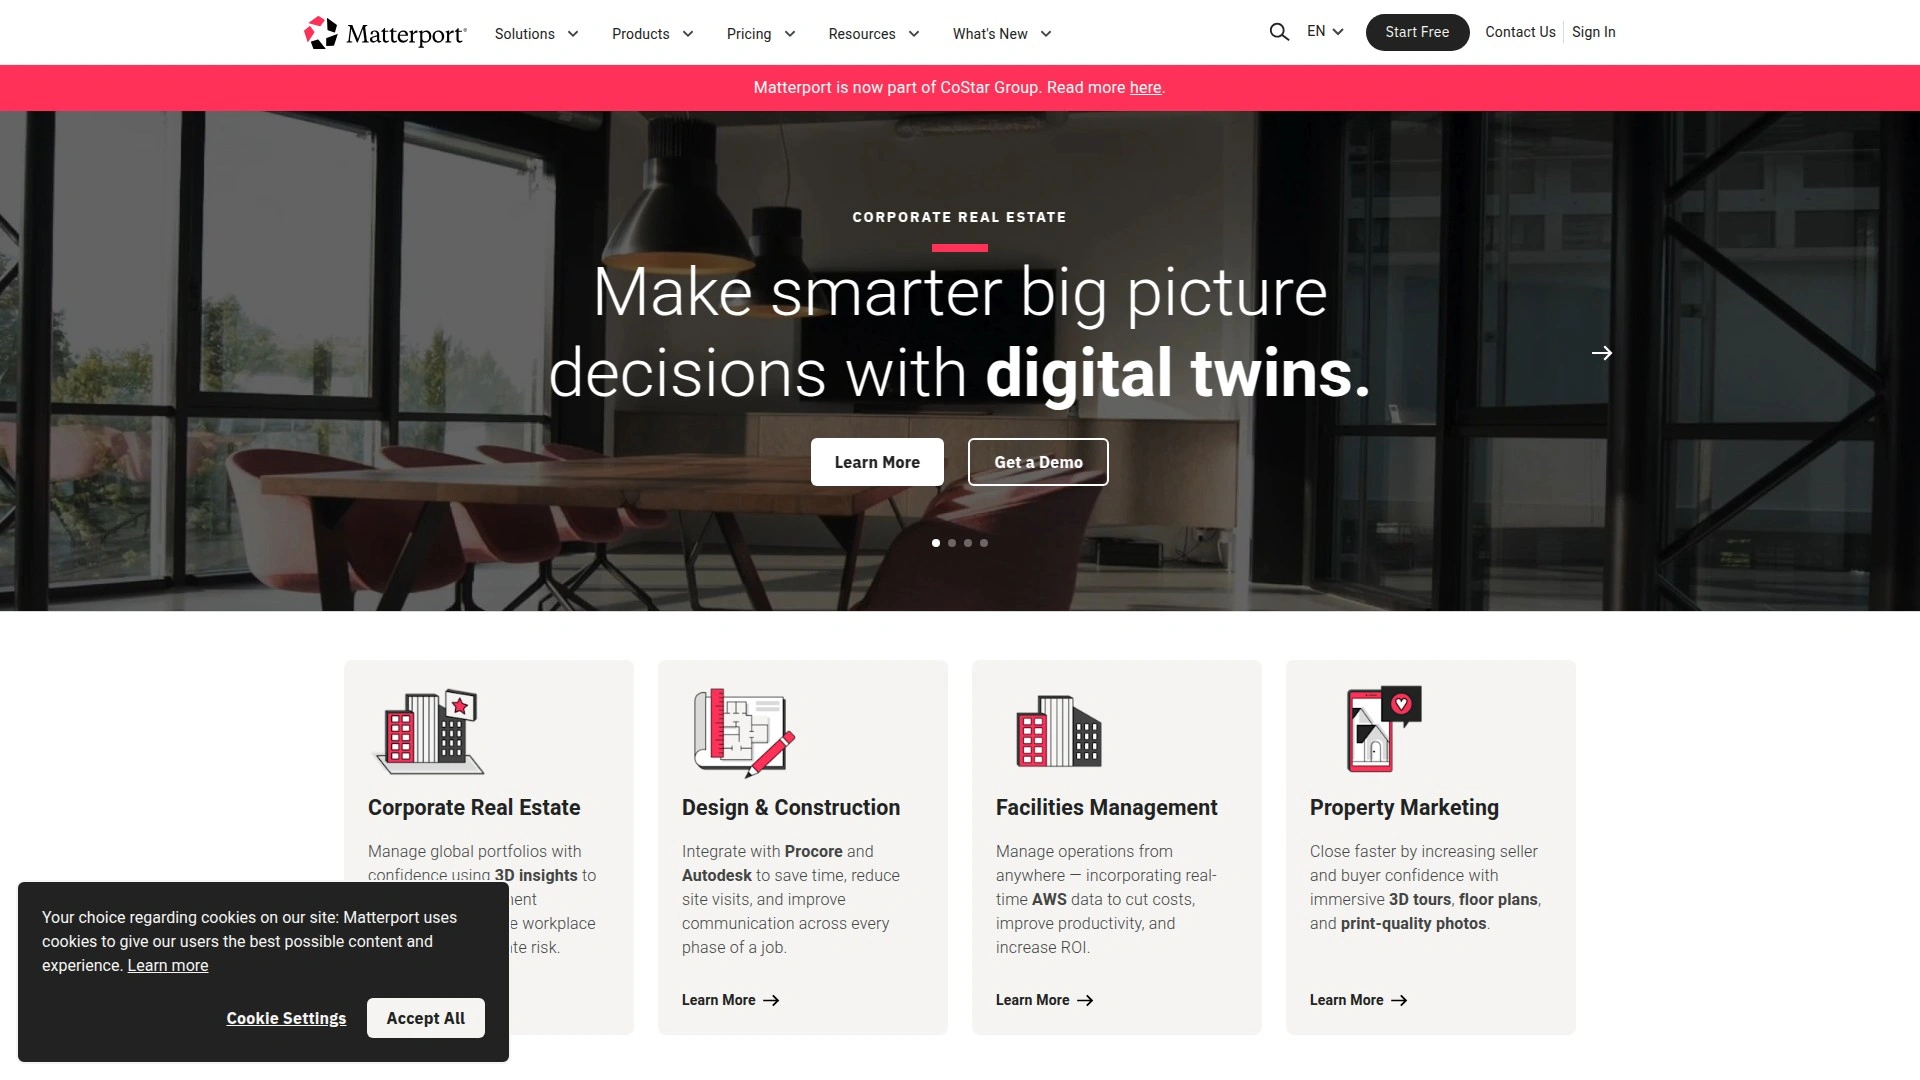 Matterport®
Solutions
Products
Pricing
Resources
What's New
EN
Start Free
Contact Us
Sign In
Matterport is now part of CoStar Group. Read more here.
CORPORATE REAL ESTATE
Make smarter big picture
decisions with digital twins.
Learn More
Get a Demo
Corporate Real Estate
Manage global portfolios with
confidence using 3D insights to
workplace
risk.
Design & Construction
Integrate with Procore and
Autodesk to save time, reduce
site visits, and improve
communication across every
phase of a job.
Learn More
Facilities Management
Manage operations from
anywhere — incorporating real-
time AWS data to cut costs,
improve productivity, and
increase ROI.
Learn More
Property Marketing
Close faster by increasing seller
and buyer confidence with
immersive 3D tours, floor plans,
and print-quality photos.
Learn More
Your choice regarding cookies on our site: Matterport uses
cookies to give our users the best possible content and
experience. Learn more
Cookie Settings
Accept All